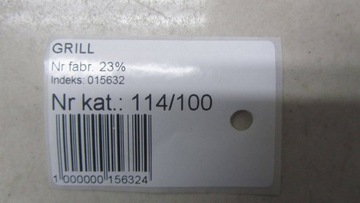 GRILL
Nr fabr. 23%
Indeks: 015632
Nr kat.: 114/100
1 000000 156324